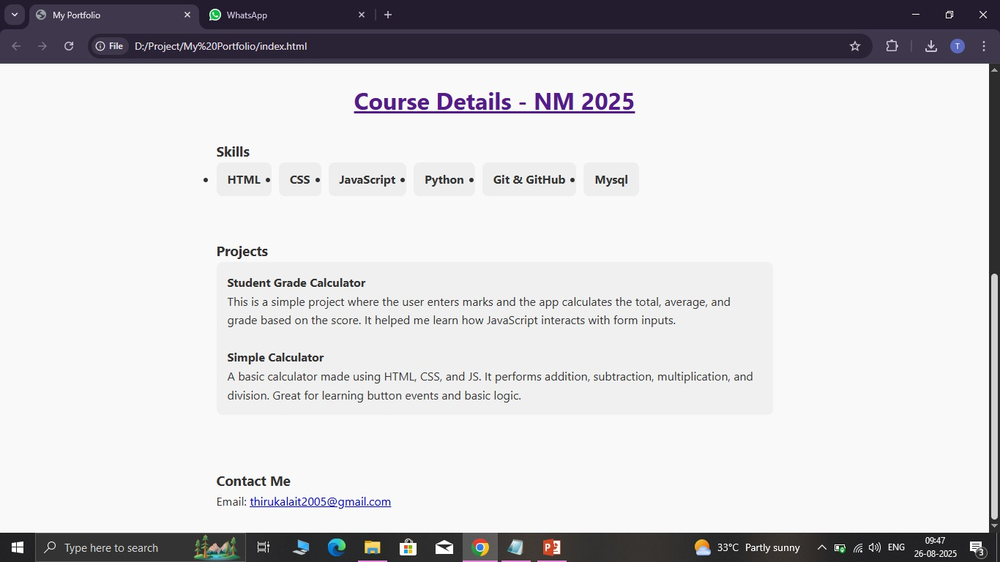 My Portfolio
WhatsApp
File
D:/Project/My%20Portfolio/index.html
T
Course Details - NM 2025
Skills
• HTML • CSS • JavaScript • Python • Git & GitHub • Mysql
Projects
Student Grade Calculator
This is a simple project where the user enters marks and the app calculates the total, average, and
grade based on the score. It helped me learn how JavaScript interacts with form inputs.
Simple Calculator
A basic calculator made using HTML, CSS, and JS. It performs addition, subtraction, multiplication, and
division. Great for learning button events and basic logic.
Contact Me
Email: thirukalait2005@gmail.com
Type here to search
33°C Partly sunny
ENG
09:47
26-08-2025
3